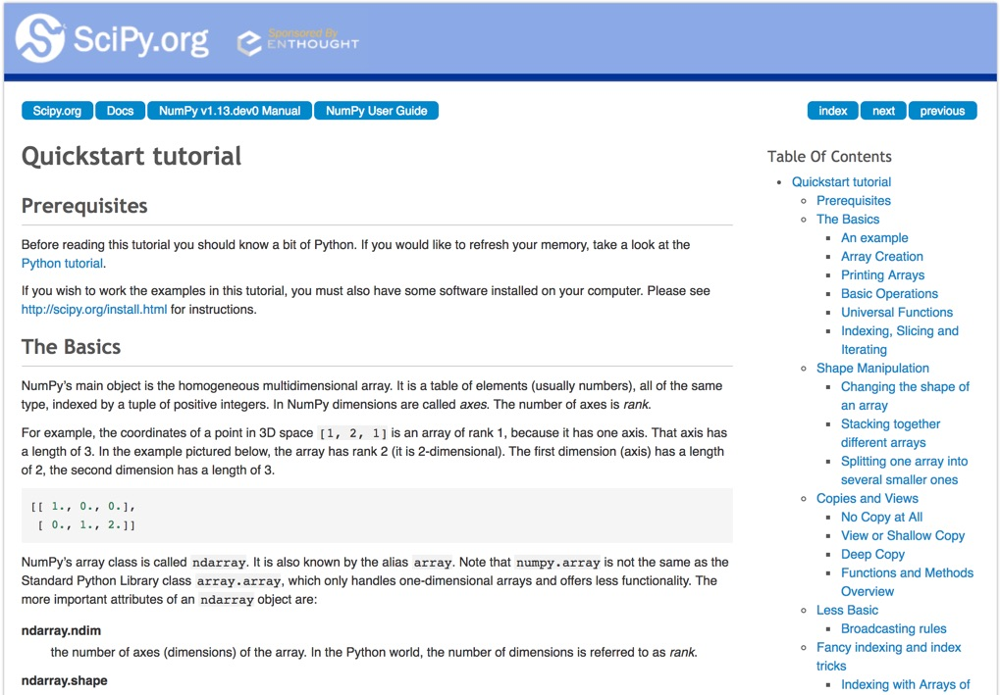 SciPy.org
Sponsored By
ENTHOUGHT
Scipy.org Docs NumPy v1.13.dev0 Manual NumPy User Guide
index next previous
Quickstart tutorial
Prerequisites
Before reading this tutorial you should know a bit of Python. If you would like to refresh your memory, take a look at the
Python tutorial.
If you wish to work the examples in this tutorial, you must also have some software installed on your computer. Please see
http://scipy.org/install.html for instructions.
The Basics
NumPy's main object is the homogeneous multidimensional array. It is a table of elements (usually numbers), all of the same
type, indexed by a tuple of positive integers. In NumPy dimensions are called axes. The number of axes is rank.
For example, the coordinates of a point in 3D space [1, 2, 1] is an array of rank 1, because it has one axis. That axis has
a length of 3. In the example pictured below, the array has rank 2 (it is 2-dimensional). The first dimension (axis) has a length
of 2, the second dimension has a length of 3.
[[ 1., 0., 0.],
 [ 0., 1., 2.]]
NumPy's array class is called ndarray. It is also known by the alias array. Note that numpy.array is not the same as the
Standard Python Library class array.array, which only handles one-dimensional arrays and offers less functionality. The
more important attributes of an ndarray object are:
ndarray.ndim
the number of axes (dimensions) of the array. In the Python world, the number of dimensions is referred to as rank.
ndarray.shape
Table Of Contents
Quickstart tutorial
Prerequisites
The Basics
An example
Array Creation
Printing Arrays
Basic Operations
Universal Functions
Indexing, Slicing and
Iterating
Shape Manipulation
Changing the shape of
an array
Stacking together
different arrays
Splitting one array into
several smaller ones
Copies and Views
No Copy at All
View or Shallow Copy
Deep Copy
Functions and Methods
Overview
Less Basic
Broadcasting rules
Fancy indexing and index
tricks
Indexing with Arrays of